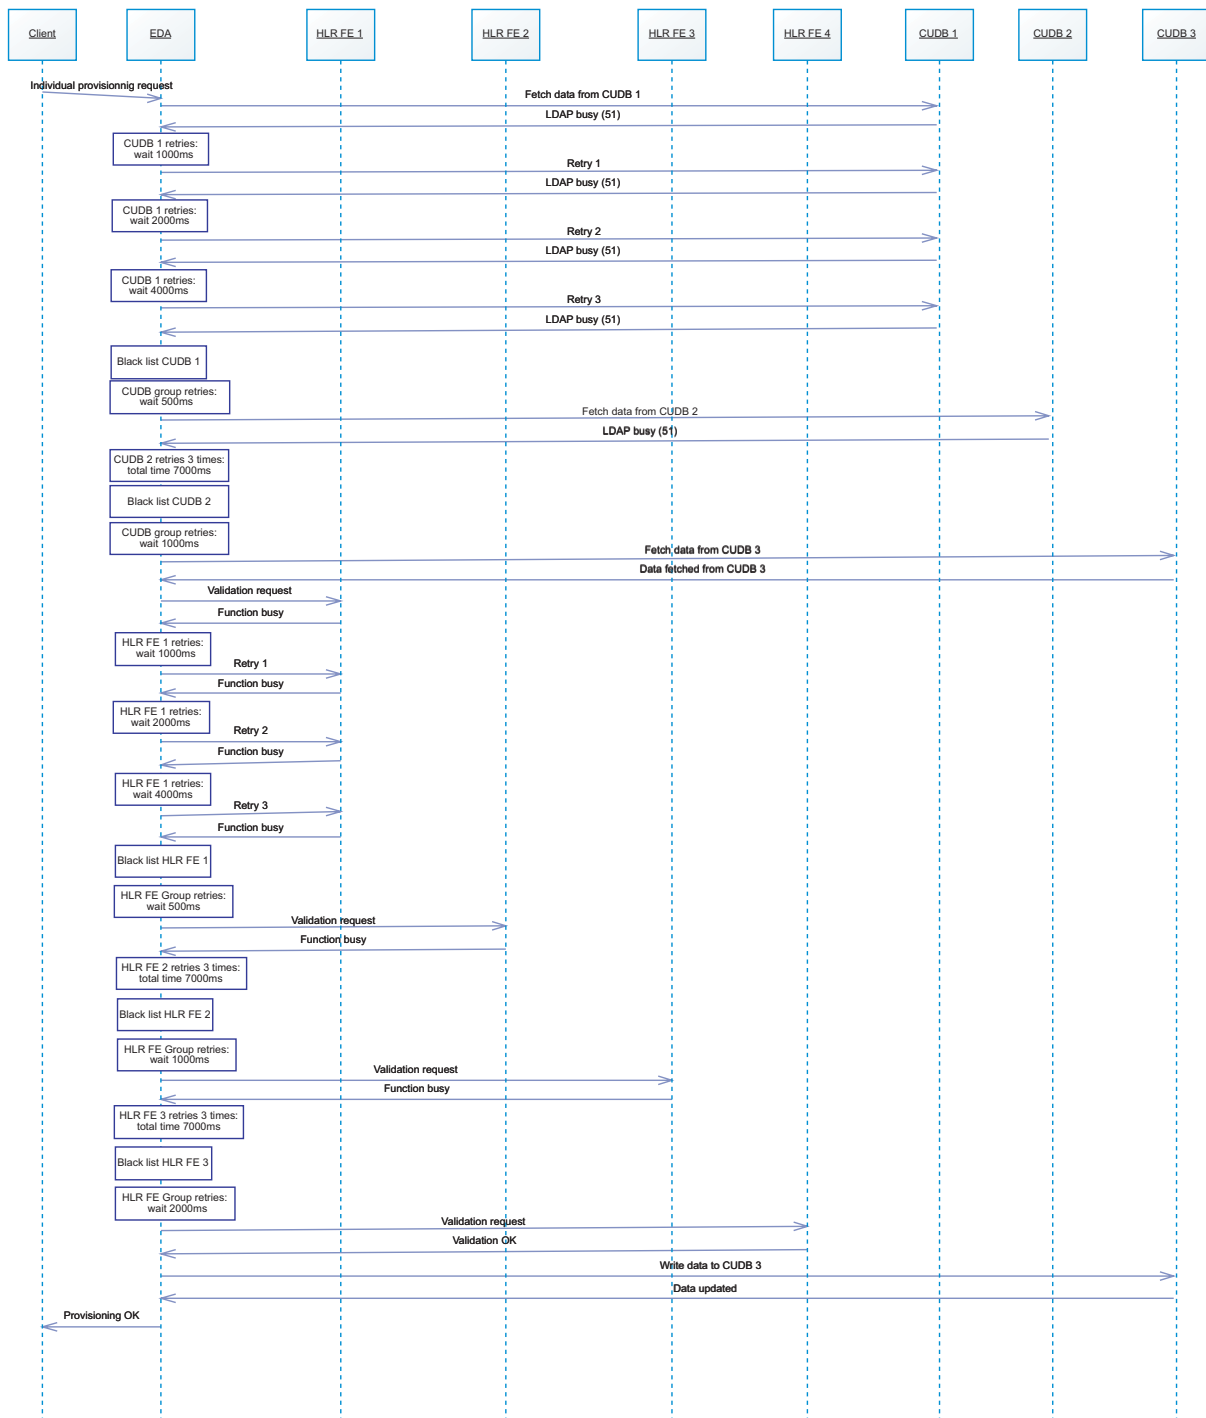 Client
EDA
HLR FE 1
HLR FE 2
HLR FE 3
HLR FE 4
CUDB 1
CUDB 2
CUDB 3
Individual provisionnig request
Fetch data from CUDB 1
LDAP busy (51)
CUDB 1 retries:
wait 1000ms
Retry 1
LDAP busy (51)
CUDB 1 retries:
wait 2000ms
Retry 2
LDAP busy (51)
CUDB 1 retries:
wait 4000ms
Retry 3
LDAP busy (51)
Black list CUDB 1
CUDB group retries:
wait 500ms
Fetch data from CUDB 2
LDAP busy (51)
CUDB 2 retries 3 times:
total time 7000ms
Black list CUDB 2
CUDB group retries:
wait 1000ms
Fetch data from CUDB 3
Data fetched from CUDB 3
Validation request
Function busy
HLR FE 1 retries:
wait 1000ms
Retry 1
Function busy
HLR FE 1 retries:
wait 2000ms
Retry 2
Function busy
HLR FE 1 retries:
wait 4000ms
Retry 3
Function busy
Black list HLR FE 1
HLR FE Group retries:
wait 500ms
Validation request
Function busy
HLR FE 2 retries 3 times:
total time 7000ms
Black list HLR FE 2
HLR FE Group retries:
wait 1000ms
Validation request
Function busy
HLR FE 3 retries 3 times:
total time 7000ms
Black list HLR FE 3
HLR FE Group retries:
wait 2000ms
Validation request
Validation OK
Write data to CUDB 3
Data updated
Provisioning OK